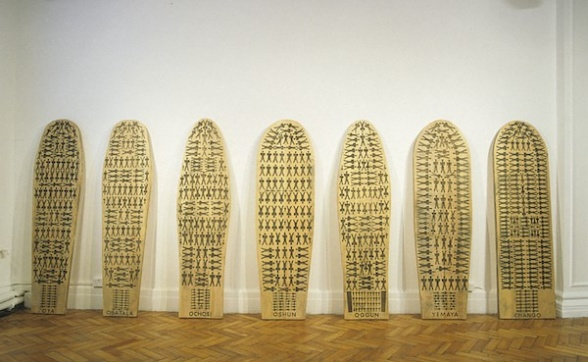 OYA
OBATALA
OCHOSI
OSHUN
OGGUN
YEMAYA
CHANGO